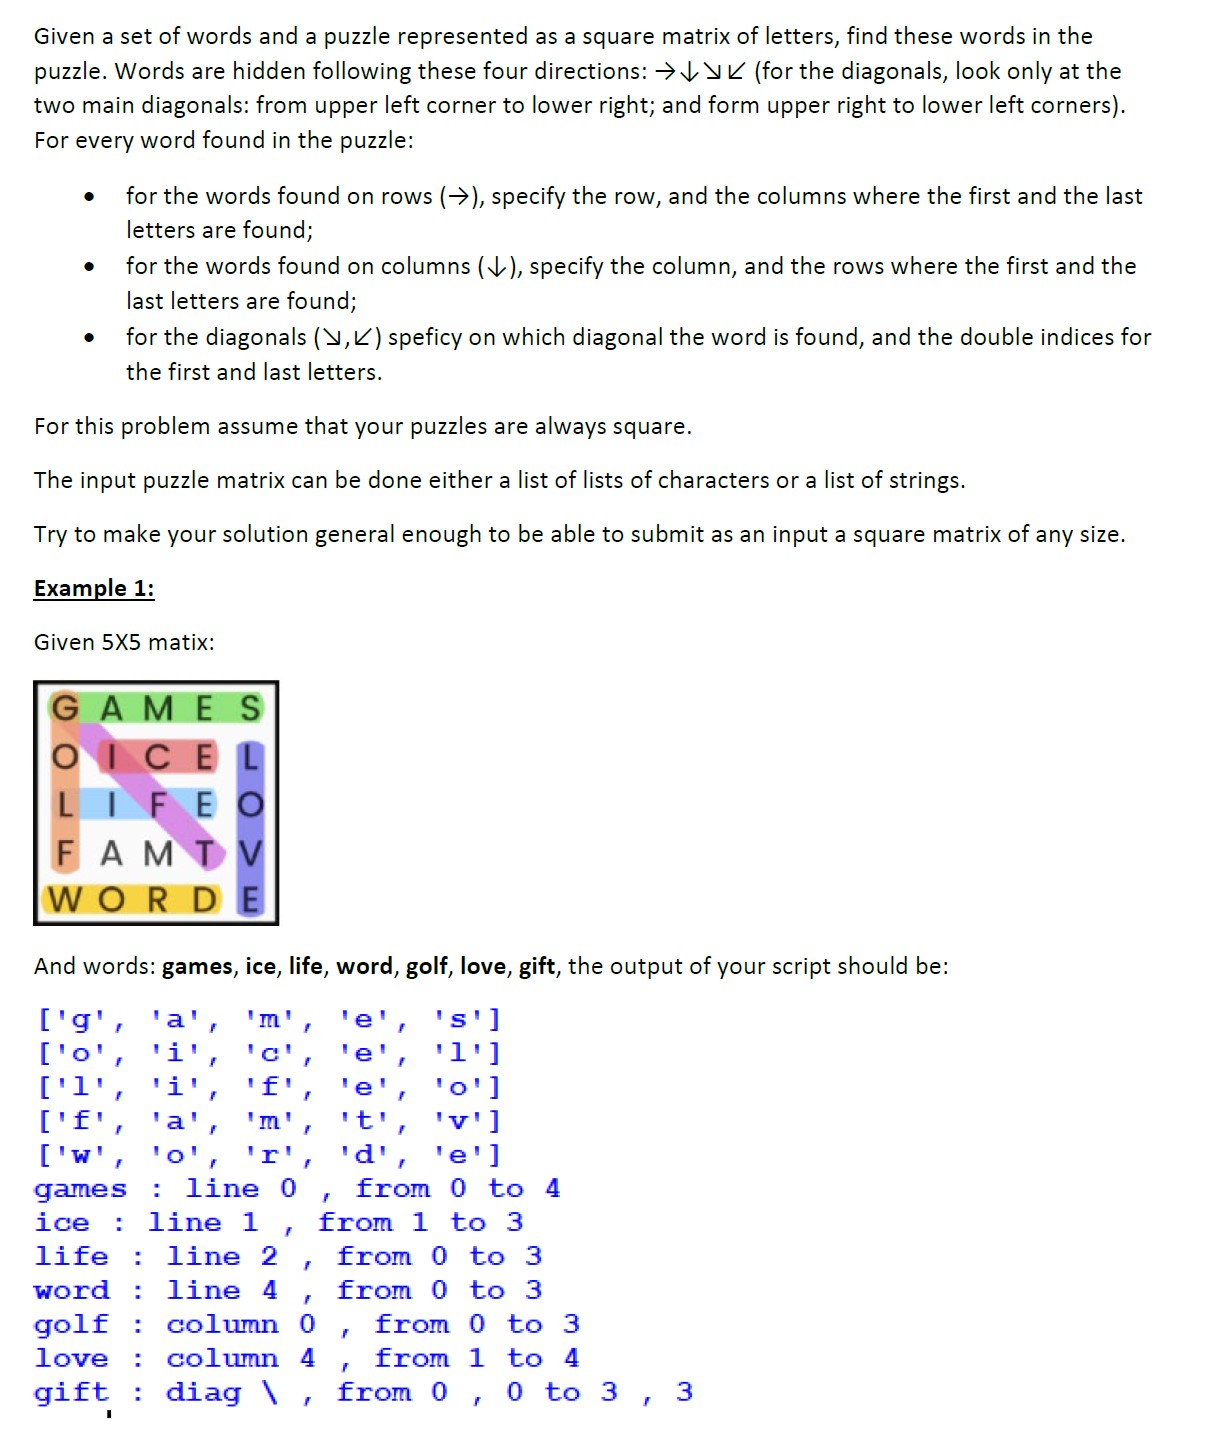 Given a set of words and a puzzle represented as a square matrix of letters, find these words in the
puzzle. Words are hidden following these four directions: →↓↘↙ (for the diagonals, look only at the
two main diagonals: from upper left corner to lower right; and form upper right to lower left corners).
For every word found in the puzzle:
• for the words found on rows (→), specify the row, and the columns where the first and the last
letters are found;
• for the words found on columns (↓), specify the column, and the rows where the first and the
last letters are found;
• for the diagonals (↘,↙) speficy on which diagonal the word is found, and the double indices for
the first and last letters.
For this problem assume that your puzzles are always square.
The input puzzle matrix can be done either a list of lists of characters or a list of strings.
Try to make your solution general enough to be able to submit as an input a square matrix of any size.
Example 1:
Given 5X5 matix:
G A M E S
O I C E L
L I F E O
F A M T V
W O R D E
And words: games, ice, life, word, golf, love, gift, the output of your script should be:
['g', 'a', 'm', 'e', 's']
['o', 'i', 'c', 'e', 'l']
['l', 'i', 'f', 'e', 'o']
['f', 'a', 'm', 't', 'v']
['w', 'o', 'r', 'd', 'e']
games : line 0 , from 0 to 4
ice : line 1 , from 1 to 3
life : line 2 , from 0 to 3
word : line 4 , from 0 to 3
golf : column 0 , from 0 to 3
love : column 4 , from 1 to 4
gift : diag \ , from 0 , 0 to 3 , 3